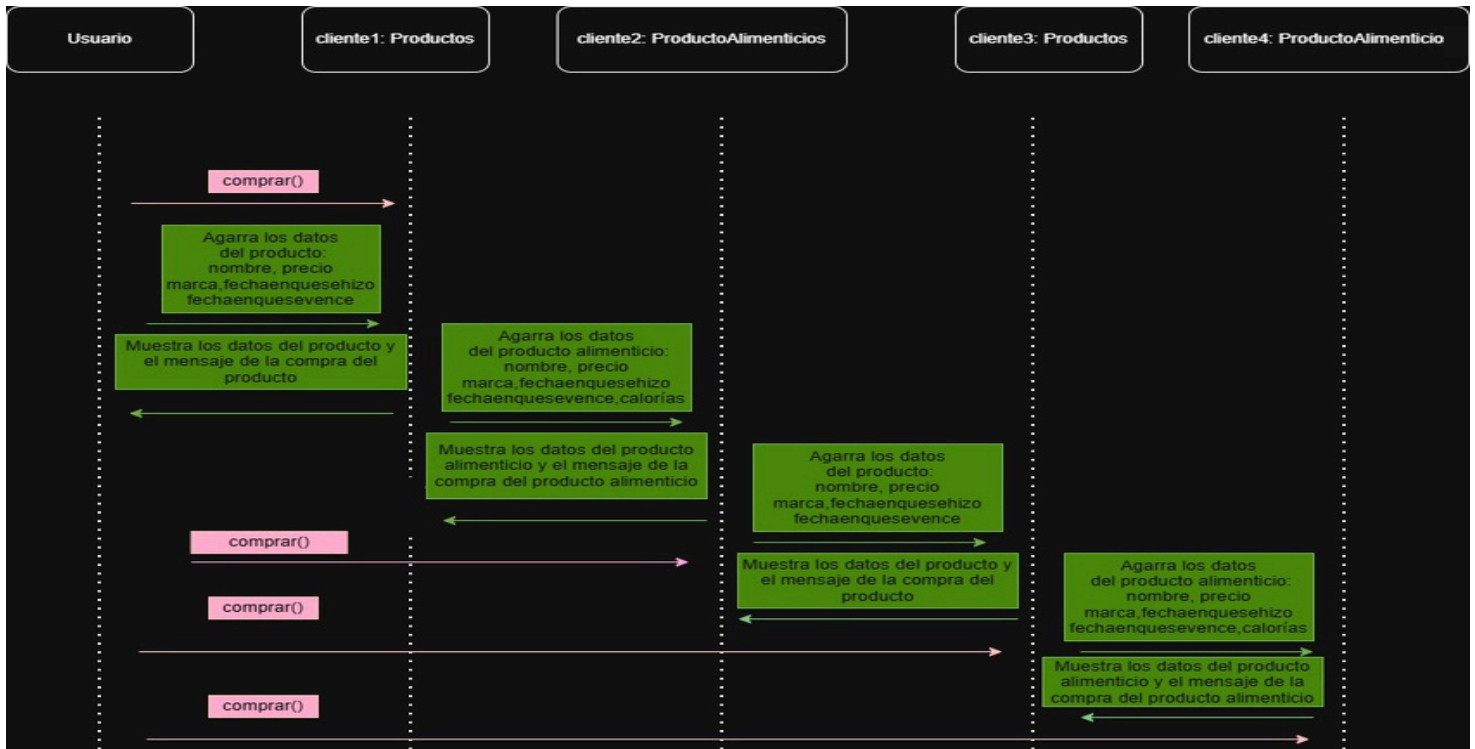 Usuario
cliente1: Productos
cliente2: ProductoAlimenticios
cliente3: Productos
cliente4: ProductoAlimenticio
comprar()
Agarra los datos
del producto:
nombre, precio
marca,fechaenquesehizo
fechaenquesevence
Muestra los datos del producto y
el mensaje de la compra del
producto
Agarra los datos
del producto alimenticio:
nombre, precio
marca,fechaenquesehizo
fechaenquesevence,calorías
Muestra los datos del producto
alimenticio y el mensaje de la
compra del producto alimenticio
Agarra los datos
del producto:
nombre, precio
marca,fechaenquesehizo
fechaenquesevence
comprar()
Muestra los datos del producto y
el mensaje de la compra del
producto
Agarra los datos
del producto alimenticio:
nombre, precio
marca,fechaenquesehizo
fechaenquesevence,calorías
comprar()
Muestra los datos del producto
alimenticio y el mensaje de la
compra del producto alimenticio
comprar()